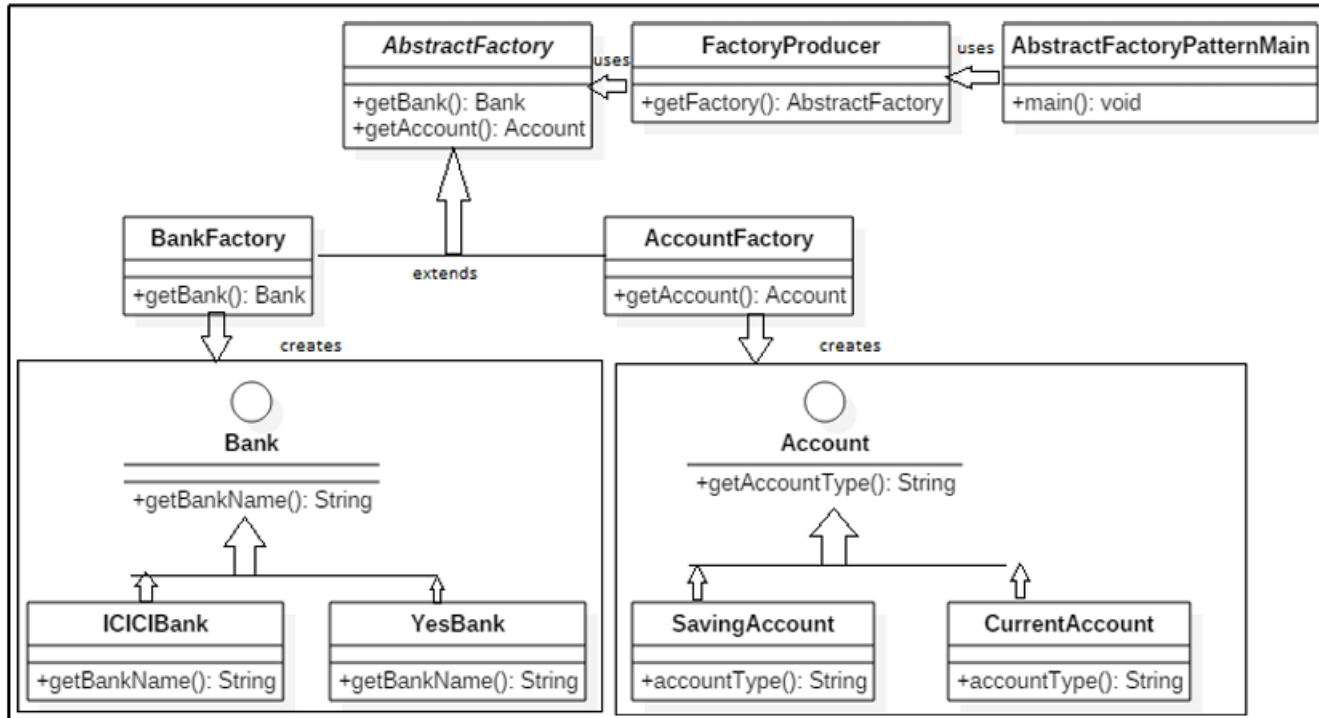 AbstractFactory
+getBank(): Bank
+getAccount(): Account
uses
FactoryProducer
+getFactory(): AbstractFactory
uses
AbstractFactoryPatternMain
+main(): void
BankFactory
+getBank(): Bank
extends
AccountFactory
+getAccount(): Account
creates
creates
Bank
+getBankName(): String
Account
+getAccountType(): String
ICICIBank
+getBankName(): String
YesBank
+getBankName(): String
SavingAccount
+accountType(): String
CurrentAccount
+accountType(): String